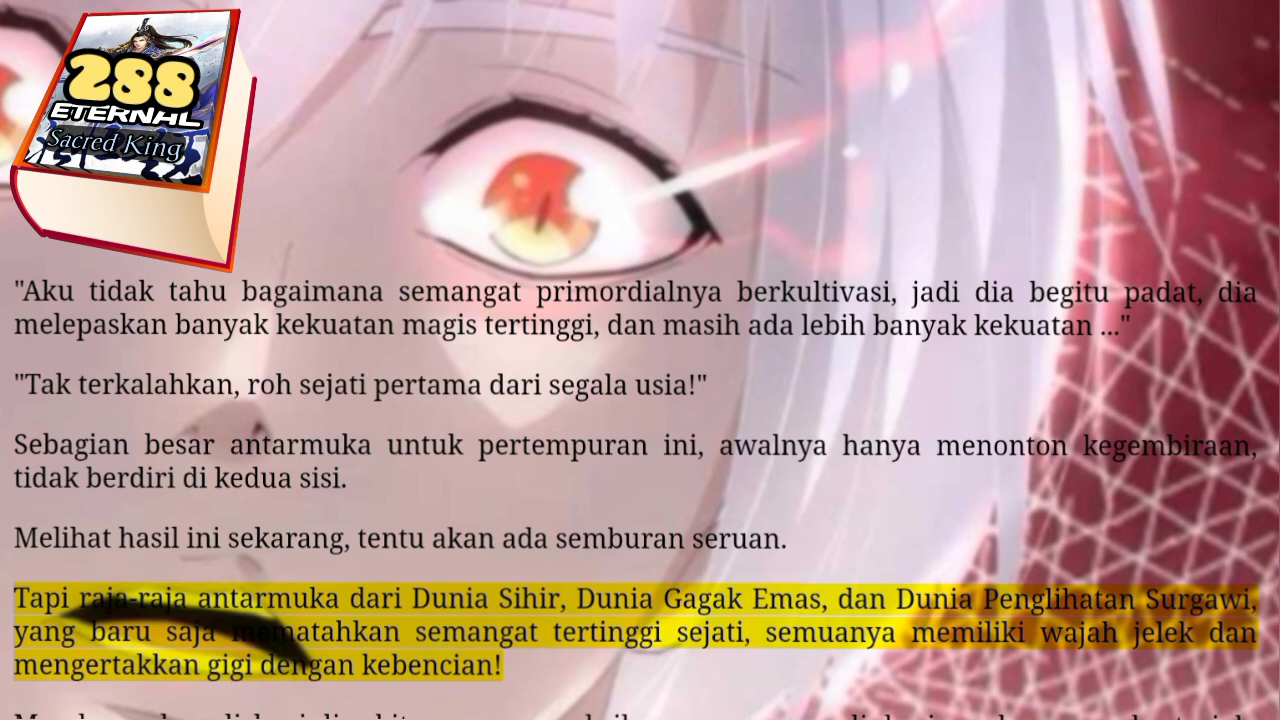 288
ETERNAL
Sacred King
"Aku tidak tahu bagaimana semangat primordialnya berkultivasi, jadi dia begitu padat, dia
melepaskan banyak kekuatan magis tertinggi, dan masih ada lebih banyak kekuatan ..."
"Tak terkalahkan, roh sejati pertama dari segala usia!"
Sebagian besar antarmuka untuk pertempuran ini, awalnya hanya menonton kegembiraan,
tidak berdiri di kedua sisi.
Melihat hasil ini sekarang, tentu akan ada semburan seruan.
Tapi raja-raja antarmuka dari Dunia Sihir, Dunia Gagak Emas, dan Dunia Penglihatan Surgawi,
yang baru saja mematahkan semangat tertinggi sejati, semuanya memiliki wajah jelek dan
mengertakkan gigi dengan kebencian!